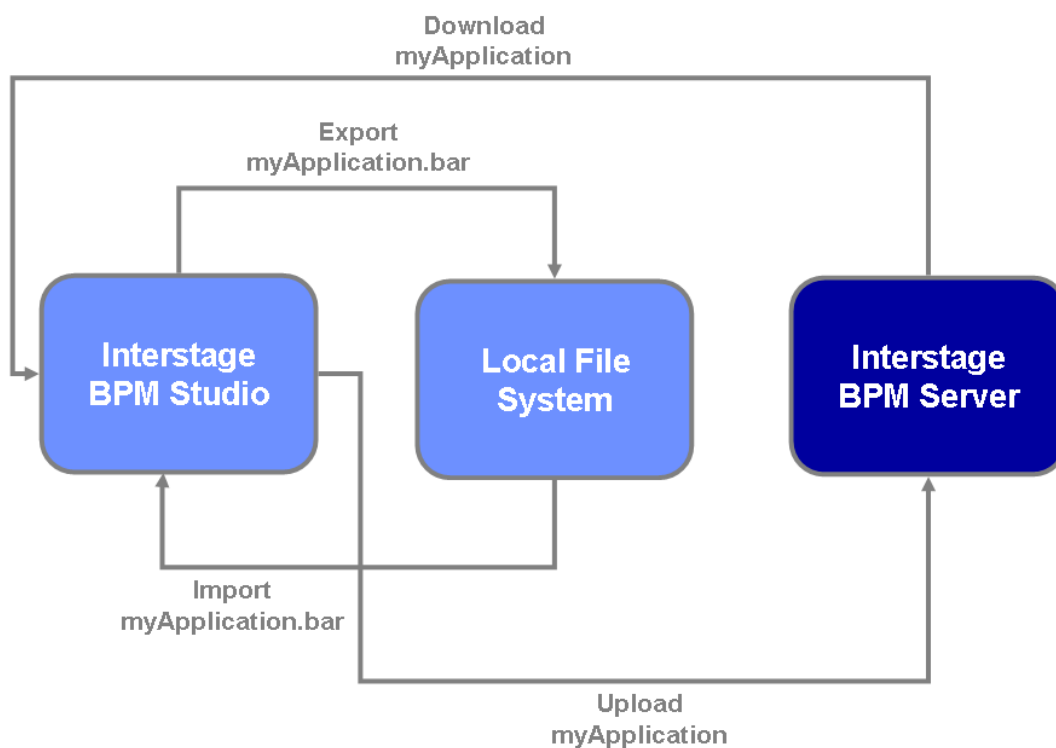 Download
myApplication
Export
myApplication.bar
Interstage
BPM Studio
Local File
System
Interstage
BPM Server
Import
myApplication.bar
Upload
myApplication